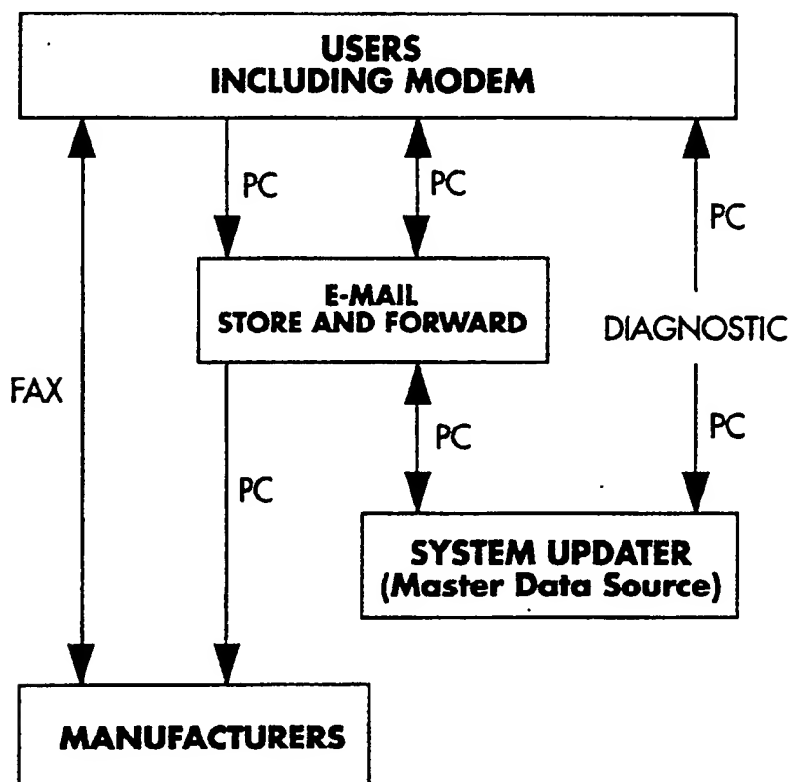 USERS
INCLUDING MODEM
PC
PC
PC
E-MAIL
STORE AND FORWARD
DIAGNOSTIC
FAX
PC
PC
PC
SYSTEM UPDATER
(Master Data Source)
MANUFACTURERS